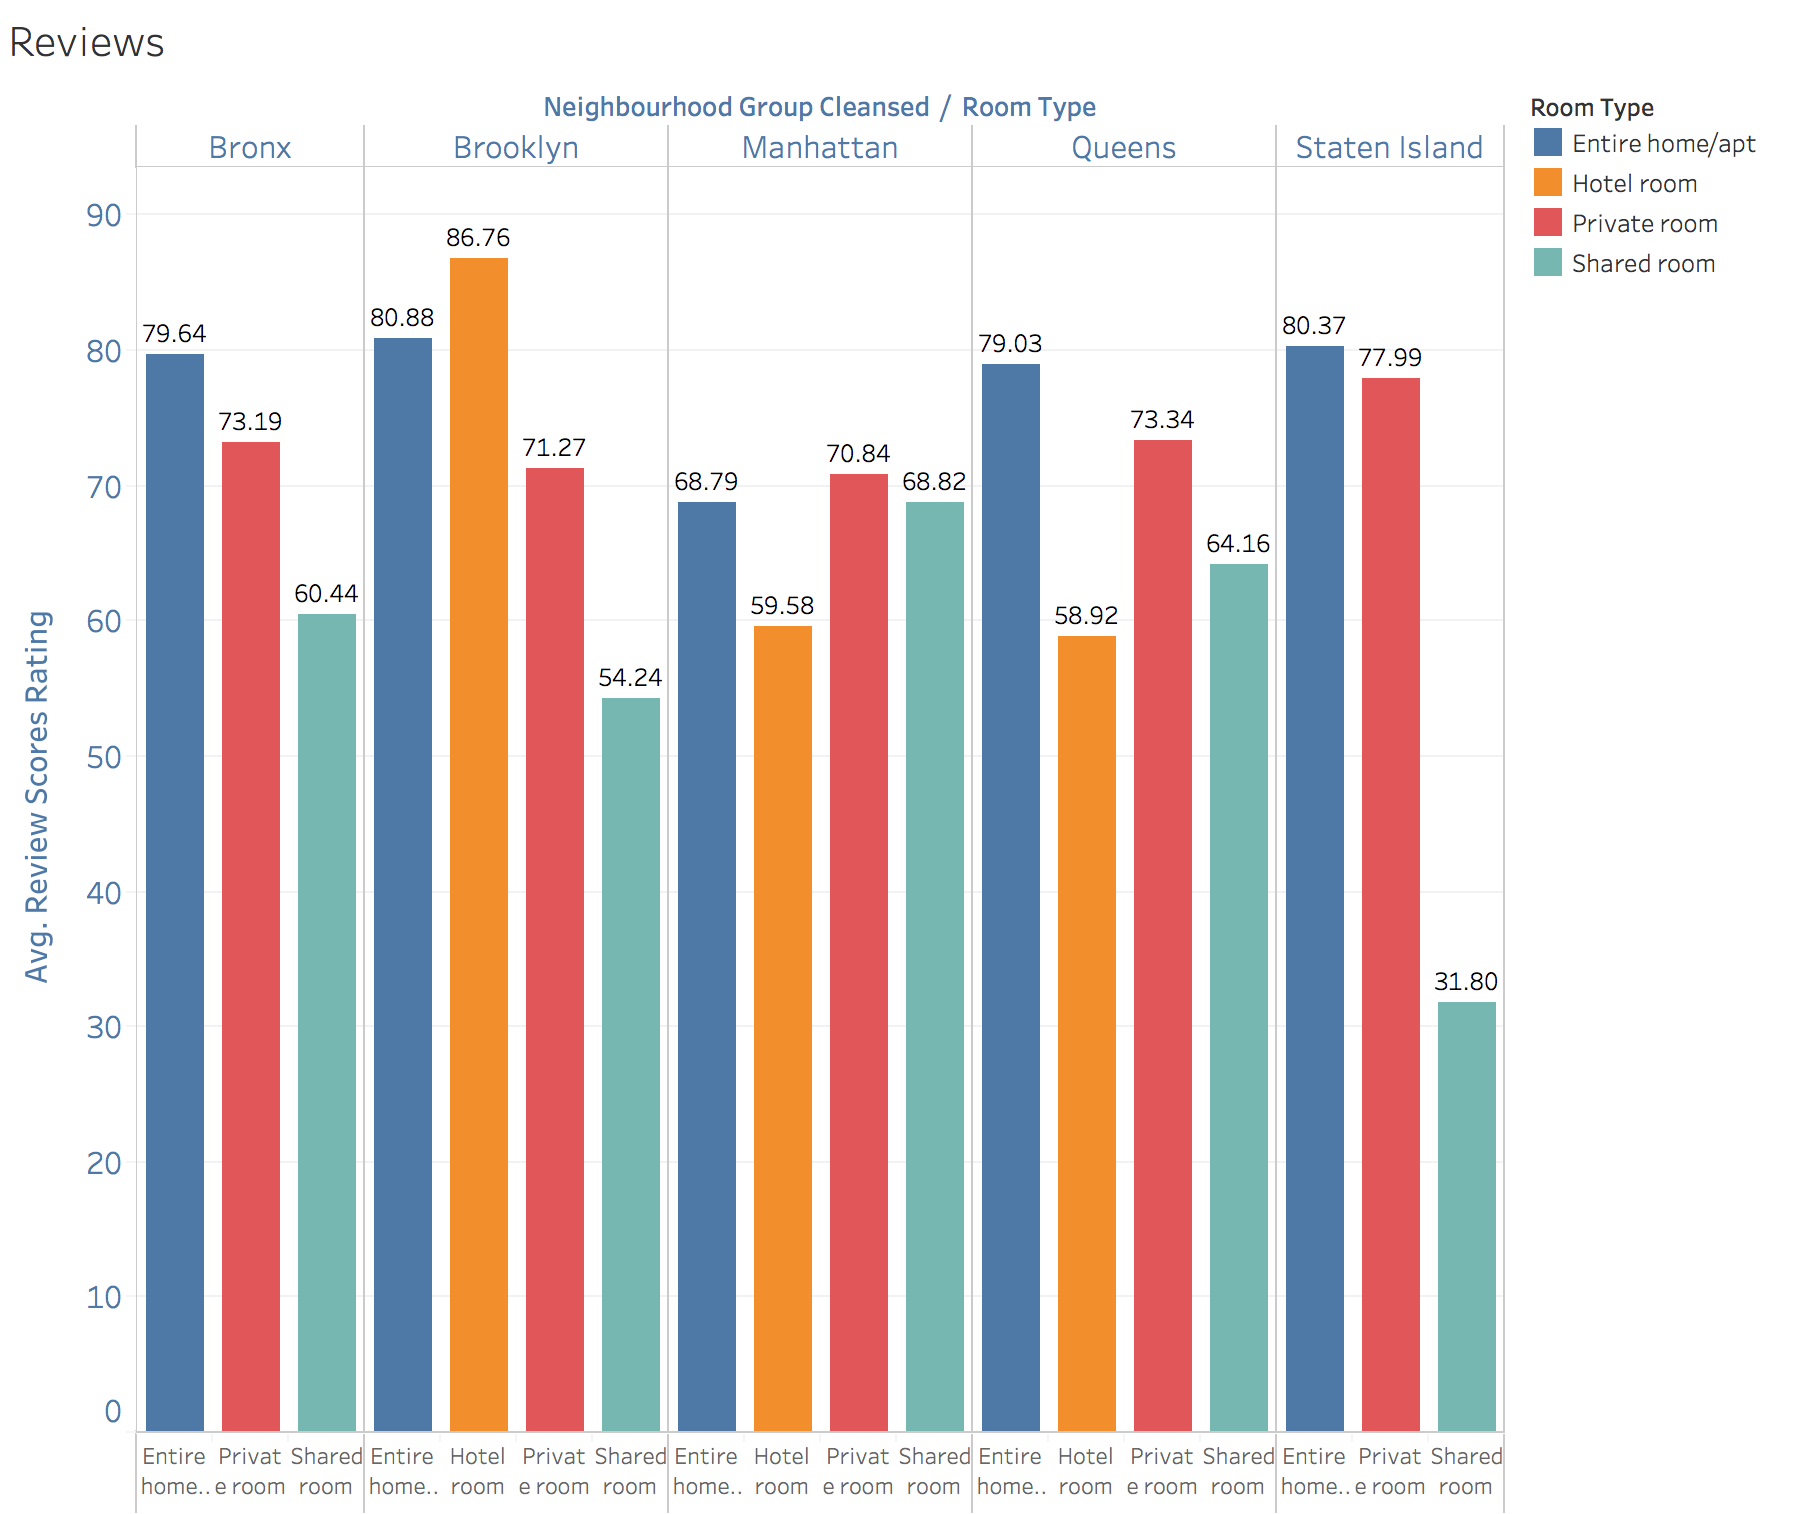 Reviews
Neighbourhood Group Cleansed / Room Type
Bronx Brooklyn Manhattan Queens Staten Island
Room Type
Entire home/apt
Hotel room
Private room
Shared room
Avg. Review Scores Rating
90
80
70
60
50
40
30
20
10
0
79.64
73.19
60.44
80.88
86.76
71.27
54.24
68.79
59.58
70.84
68.82
79.03
58.92
73.34
64.16
80.37
77.99
31.80
Entire Privat Shared Entire Hotel Privat Shared Entire Hotel Privat Shared Entire Hotel Privat Shared Entire Privat Shared
home.. e room room home.. room e room room home.. room e room room home.. room e room room home.. e room room